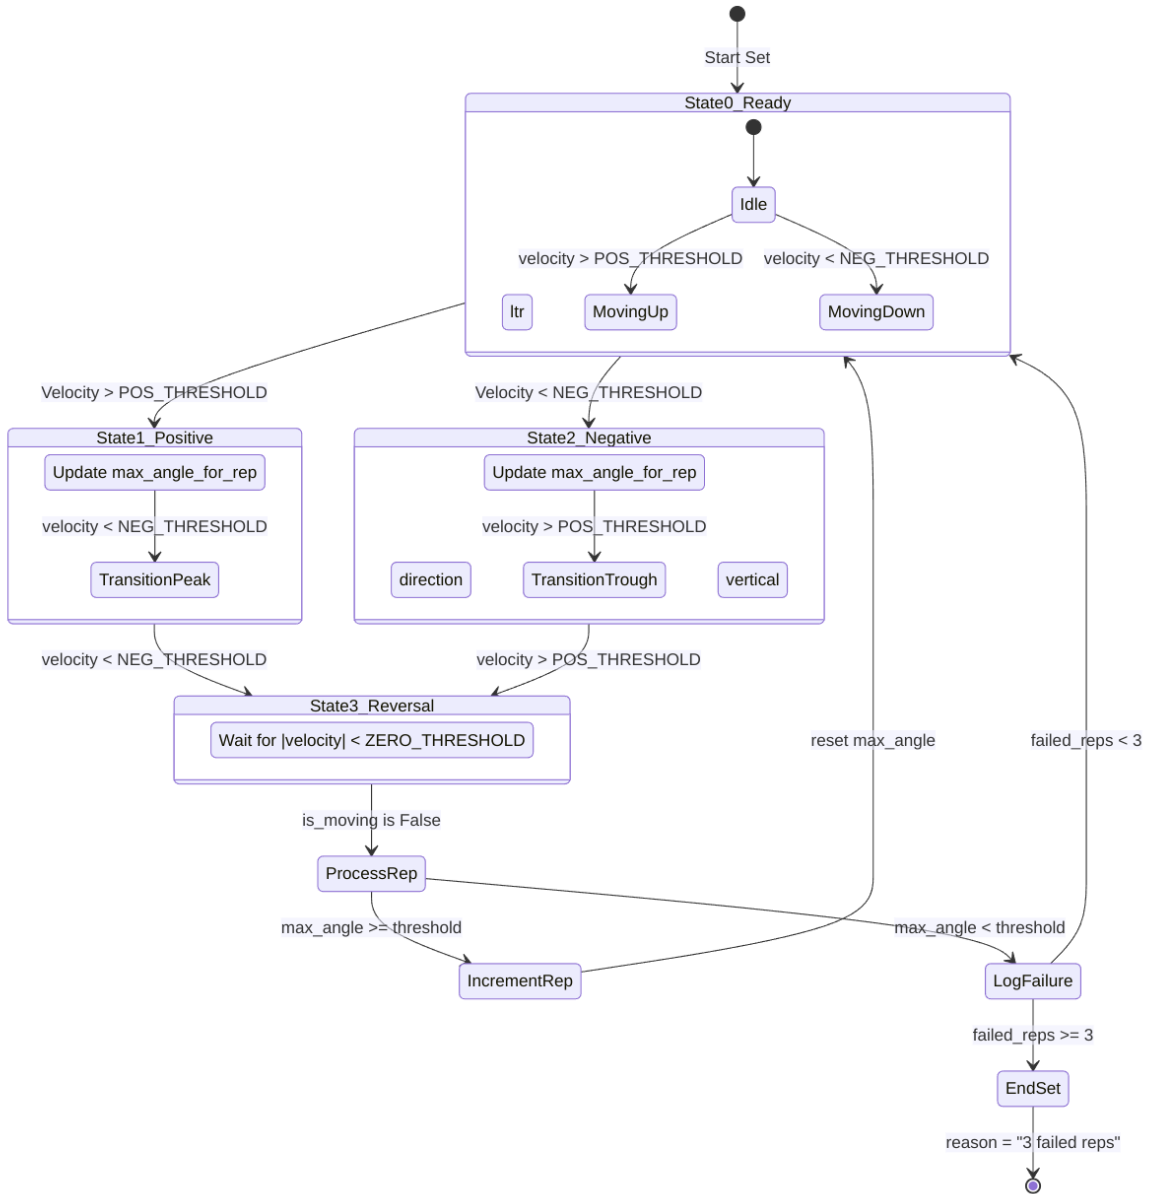 Start Set
State0_Ready
Idle
velocity > POS_THRESHOLD
velocity < NEG_THRESHOLD
ltr
MovingUp
MovingDown
Velocity > POS_THRESHOLD
Velocity < NEG_THRESHOLD
State1_Positive
Update max_angle_for_rep
velocity < NEG_THRESHOLD
TransitionPeak
State2_Negative
Update max_angle_for_rep
velocity > POS_THRESHOLD
direction
TransitionTrough
vertical
velocity < NEG_THRESHOLD
velocity > POS_THRESHOLD
State3_Reversal
Wait for |velocity| < ZERO_THRESHOLD
reset max_angle
failed_reps < 3
is_moving is False
ProcessRep
max_angle >= threshold
max_angle < threshold
IncrementRep
LogFailure
failed_reps >= 3
EndSet
reason = "3 failed reps"